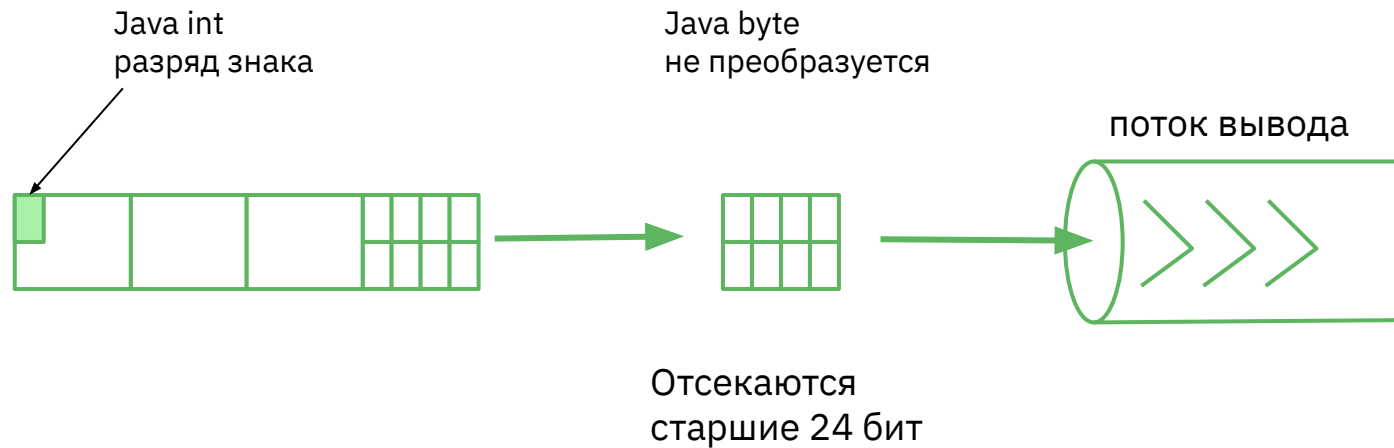 Java int
разряд знака
Java byte
не преобразуется
поток вывода
Отсекаются
старшие 24 бит